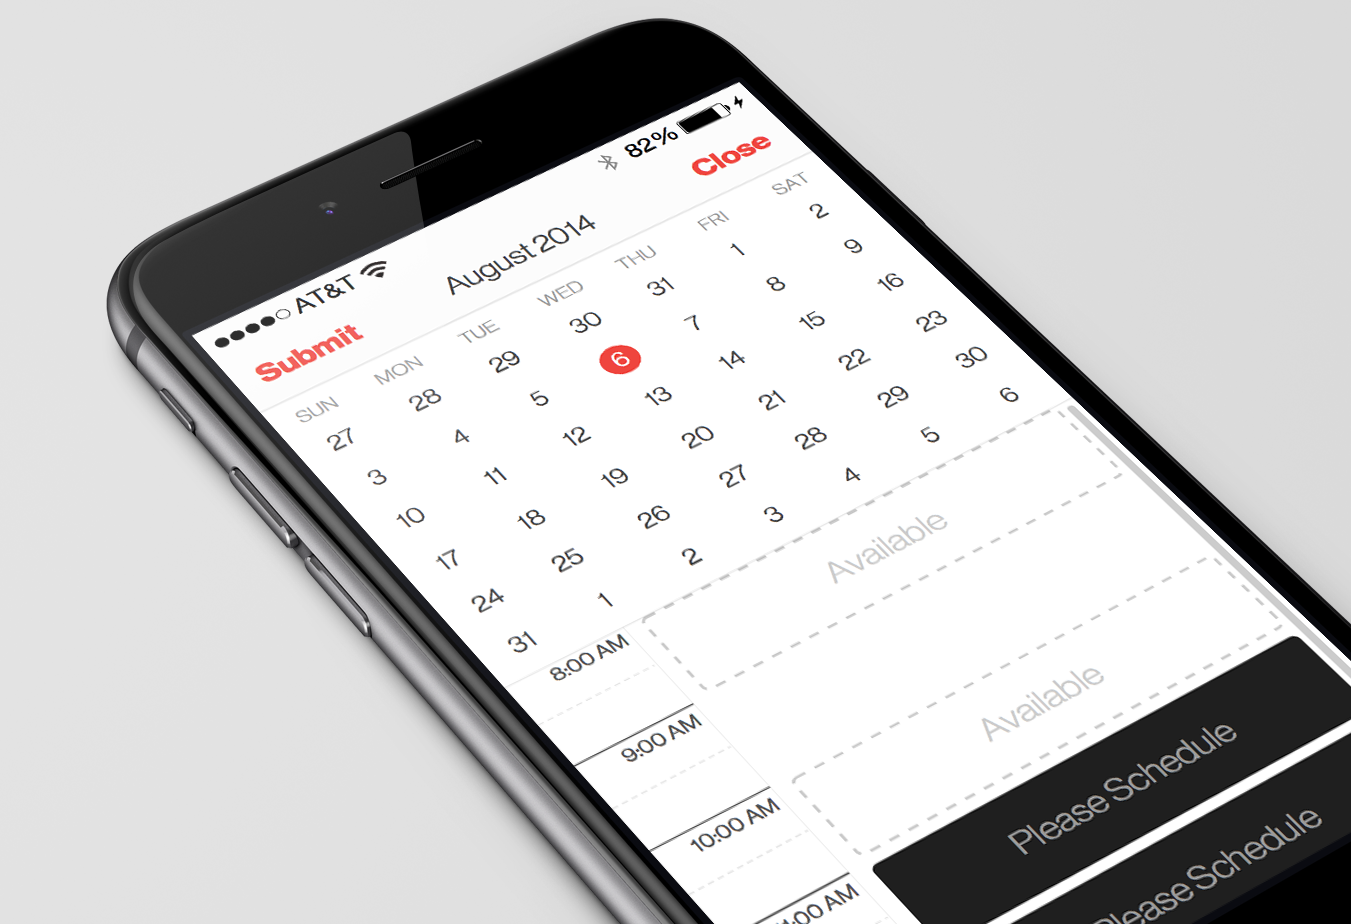 AT&T 82%
Submit August 2014 Close
SUN MON TUE WED THU FRI SAT
27 28 29 30 31 1 2
3 4 5 6 7 8 9
10 11 12 13 14 15 16
17 18 19 20 21 22 23
24 25 26 27 28 29 30
31 1 2 3 4 5 6
8:00 AM Available
9:00 AM
Available
10:00 AM
Please Schedule
Please Schedule